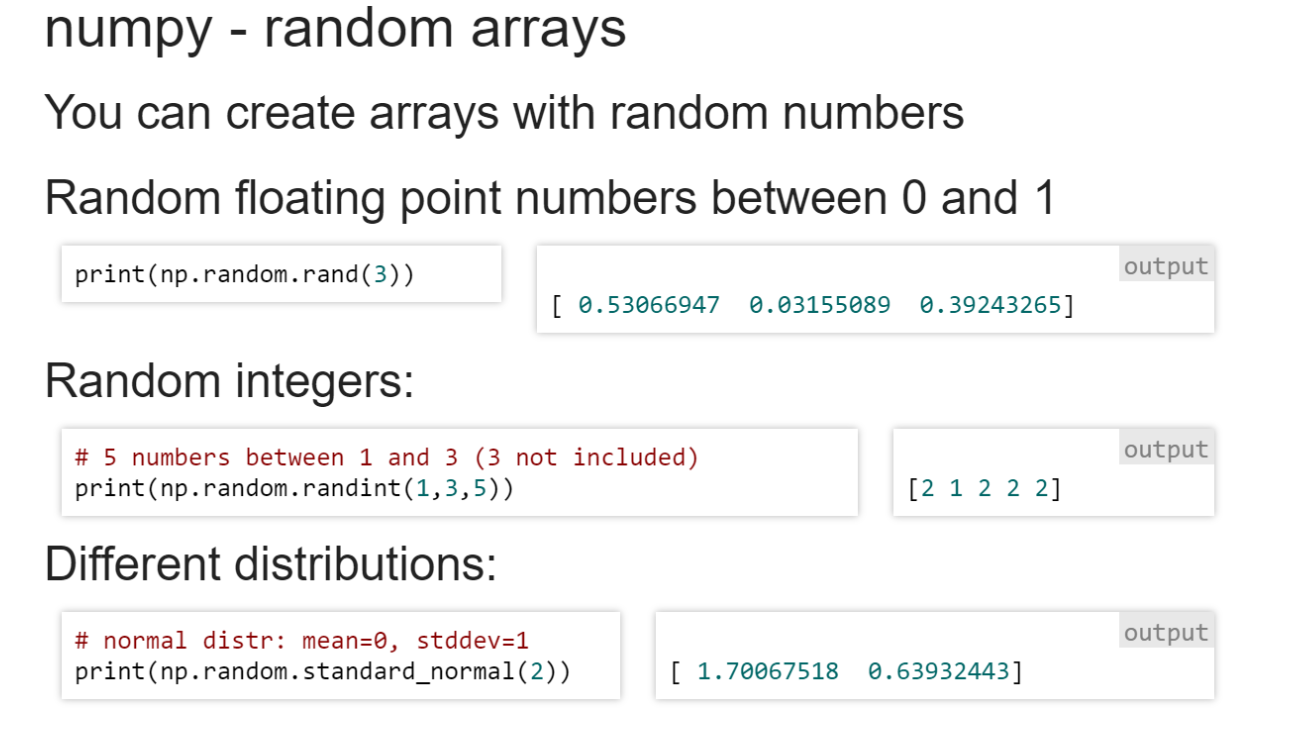 numpy - random arrays
You can create arrays with random numbers
Random floating point numbers between 0 and 1
print(np.random.rand(3))
output
[ 0.53066947  0.03155089  0.39243265]
Random integers:
# 5 numbers between 1 and 3 (3 not included)
print(np.random.randint(1,3,5))
output
[2 1 2 2 2]
Different distributions:
# normal distr: mean=0, stddev=1
print(np.random.standard_normal(2))
output
[ 1.70067518  0.63932443]